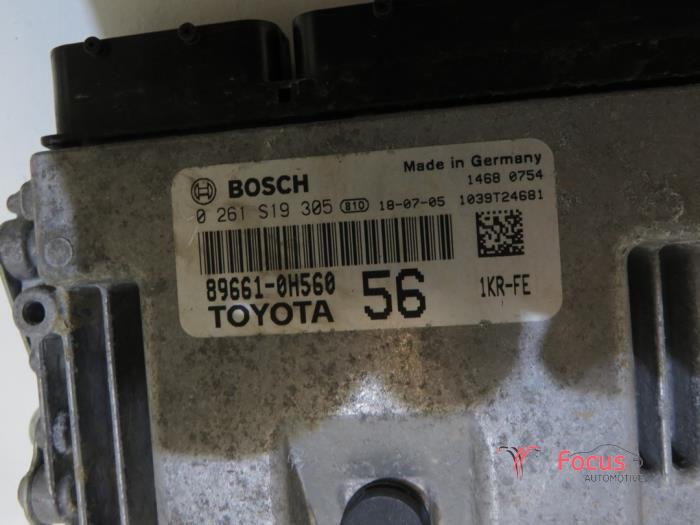 BOSCH
Made in Germany
1468 0754
0 261 S19 305 810 18-07-05 1039T24681
89661-0H560
TOYOTA
56
1KR-FE
Focus
AUTOMOTIVE